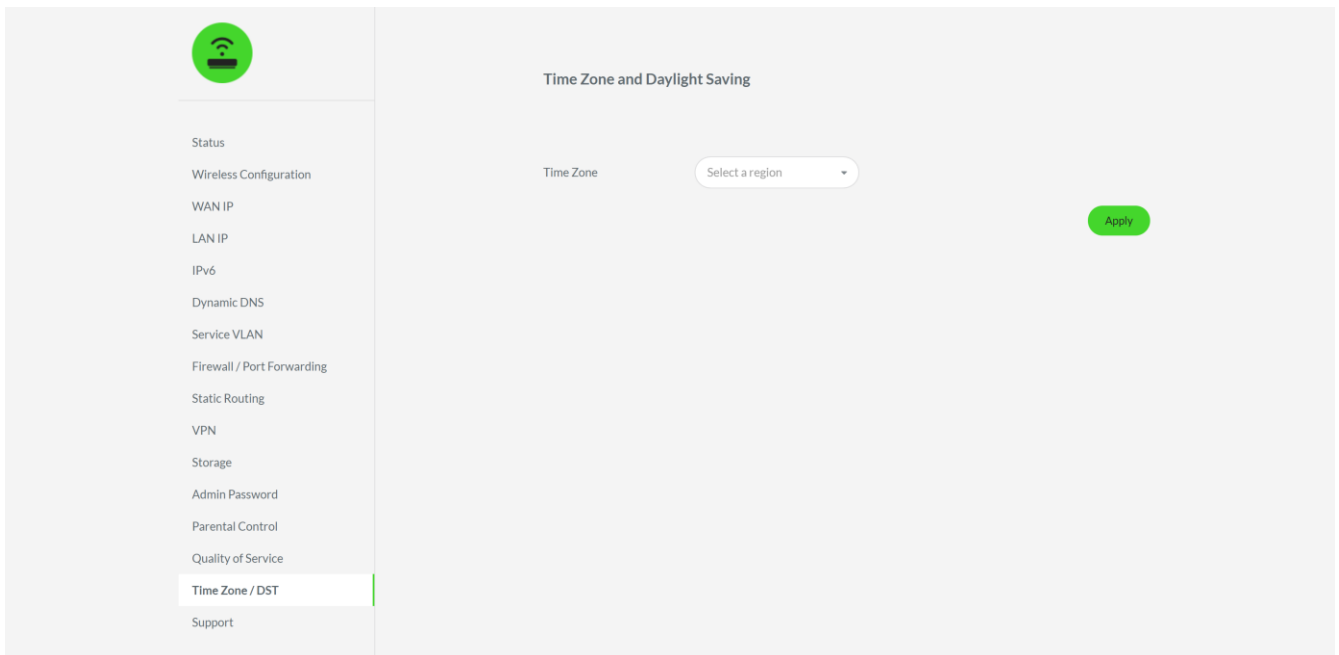 Time Zone and Daylight Saving
Status
Wireless Configuration
WAN IP
LAN IP
IPv6
Dynamic DNS
Service VLAN
Firewall / Port Forwarding
Static Routing
VPN
Storage
Admin Password
Parental Control
Quality of Service
Time Zone / DST
Support
Time Zone
Select a region
Apply